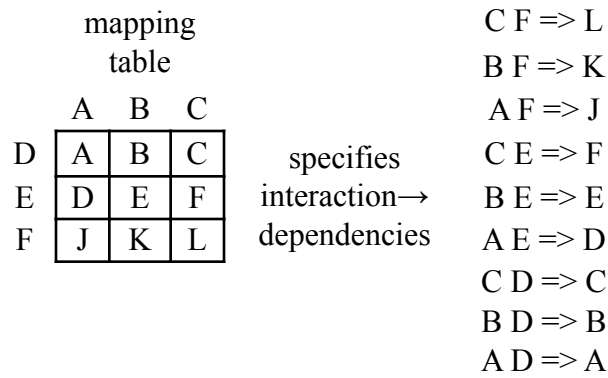 mapping
table
A B C
D A B C
E D E F
F J K L
specifies
interaction→
dependencies
C F => L
B F => K
A F => J
C E => F
B E => E
A E => D
C D => C
B D => B
A D => A